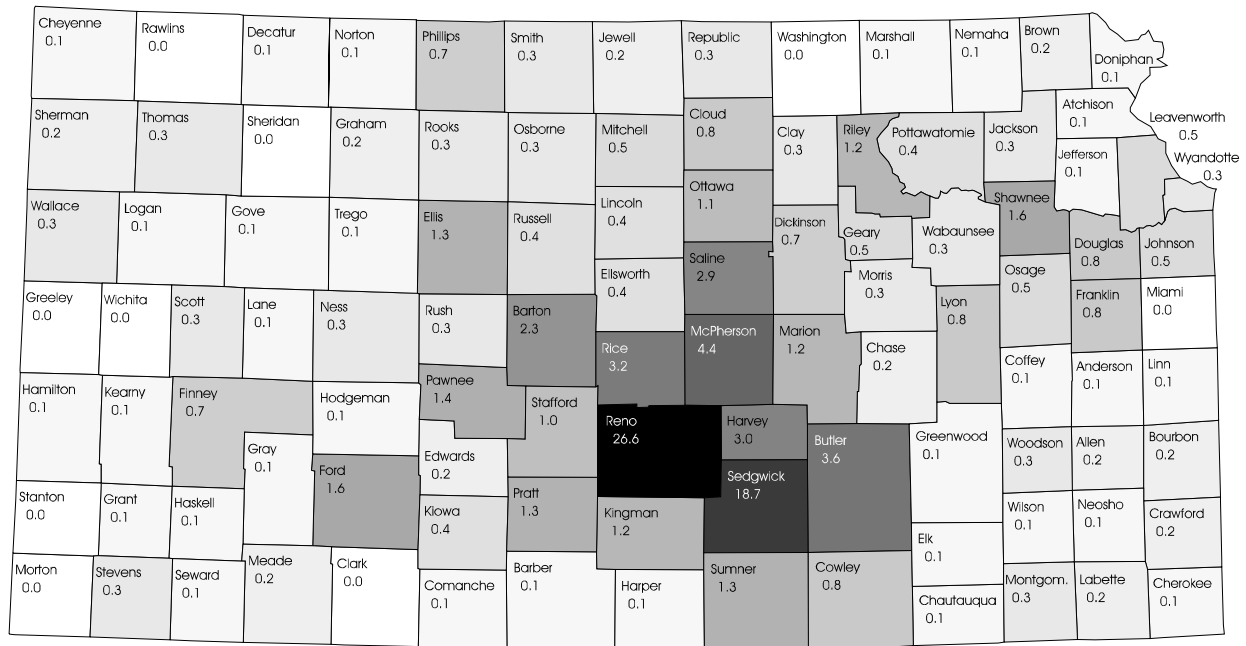 Cheyenne
0.1
Rawlins
0.0
Decatur
0.1
Norton
0.1
Phillips
0.7
Smith
0.3
Jewell
0.2
Republic
0.3
Washington
0.0
Marshall
0.1
Nemaha
0.1
Brown
0.2
Doniphan
0.1
Sherman
0.2
Thomas
0.3
Sheridan
0.0
Graham
0.2
Rooks
0.3
Osborne
0.3
Mitchell
0.5
Cloud
0.8
Clay
0.3
Riley
1.2
Pottawatomie
0.4
Jackson
0.3
Atchison
0.1
Jefferson
0.1
Leavenworth
0.5
Wyandotte
0.3
Wallace
0.3
Logan
0.1
Gove
0.1
Trego
0.1
Ellis
1.3
Russell
0.4
Lincoln
0.4
Ottawa
1.1
Dickinson
0.7
Geary
0.5
Wabaunsee
0.3
Shawnee
1.6
Douglas
0.8
Johnson
0.5
Ellsworth
0.4
Saline
2.9
Morris
0.3
Osage
0.5
Greeley
0.0
Wichita
0.0
Scott
0.3
Lane
0.1
Ness
0.3
Rush
0.3
Barton
2.3
Rice
3.2
McPherson
4.4
Marion
1.2
Chase
0.2
Lyon
0.8
Franklin
0.8
Miami
0.0
Coffey
0.1
Anderson
0.1
Linn
0.1
Hamilton
0.1
Kearny
0.1
Finney
0.7
Hodgeman
0.1
Pawnee
1.4
Stafford
1.0
Reno
26.6
Harvey
3.0
Butler
3.6
Greenwood
0.1
Woodson
0.3
Allen
0.2
Bourbon
0.2
Gray
0.1
Ford
1.6
Edwards
0.2
Sedgwick
18.7
Stanton
0.0
Grant
0.1
Haskell
0.1
Kiowa
0.4
Pratt
1.3
Kingman
1.2
Wilson
0.1
Neosho
0.1
Crawford
0.2
Elk
0.1
Morton
0.0
Stevens
0.3
Seward
0.1
Meade
0.2
Clark
0.0
Comanche
0.1
Barber
0.1
Harper
0.1
Sumner
1.3
Cowley
0.8
Chautauqua
0.1
Montgom.
0.3
Labette
0.2
Cherokee
0.1